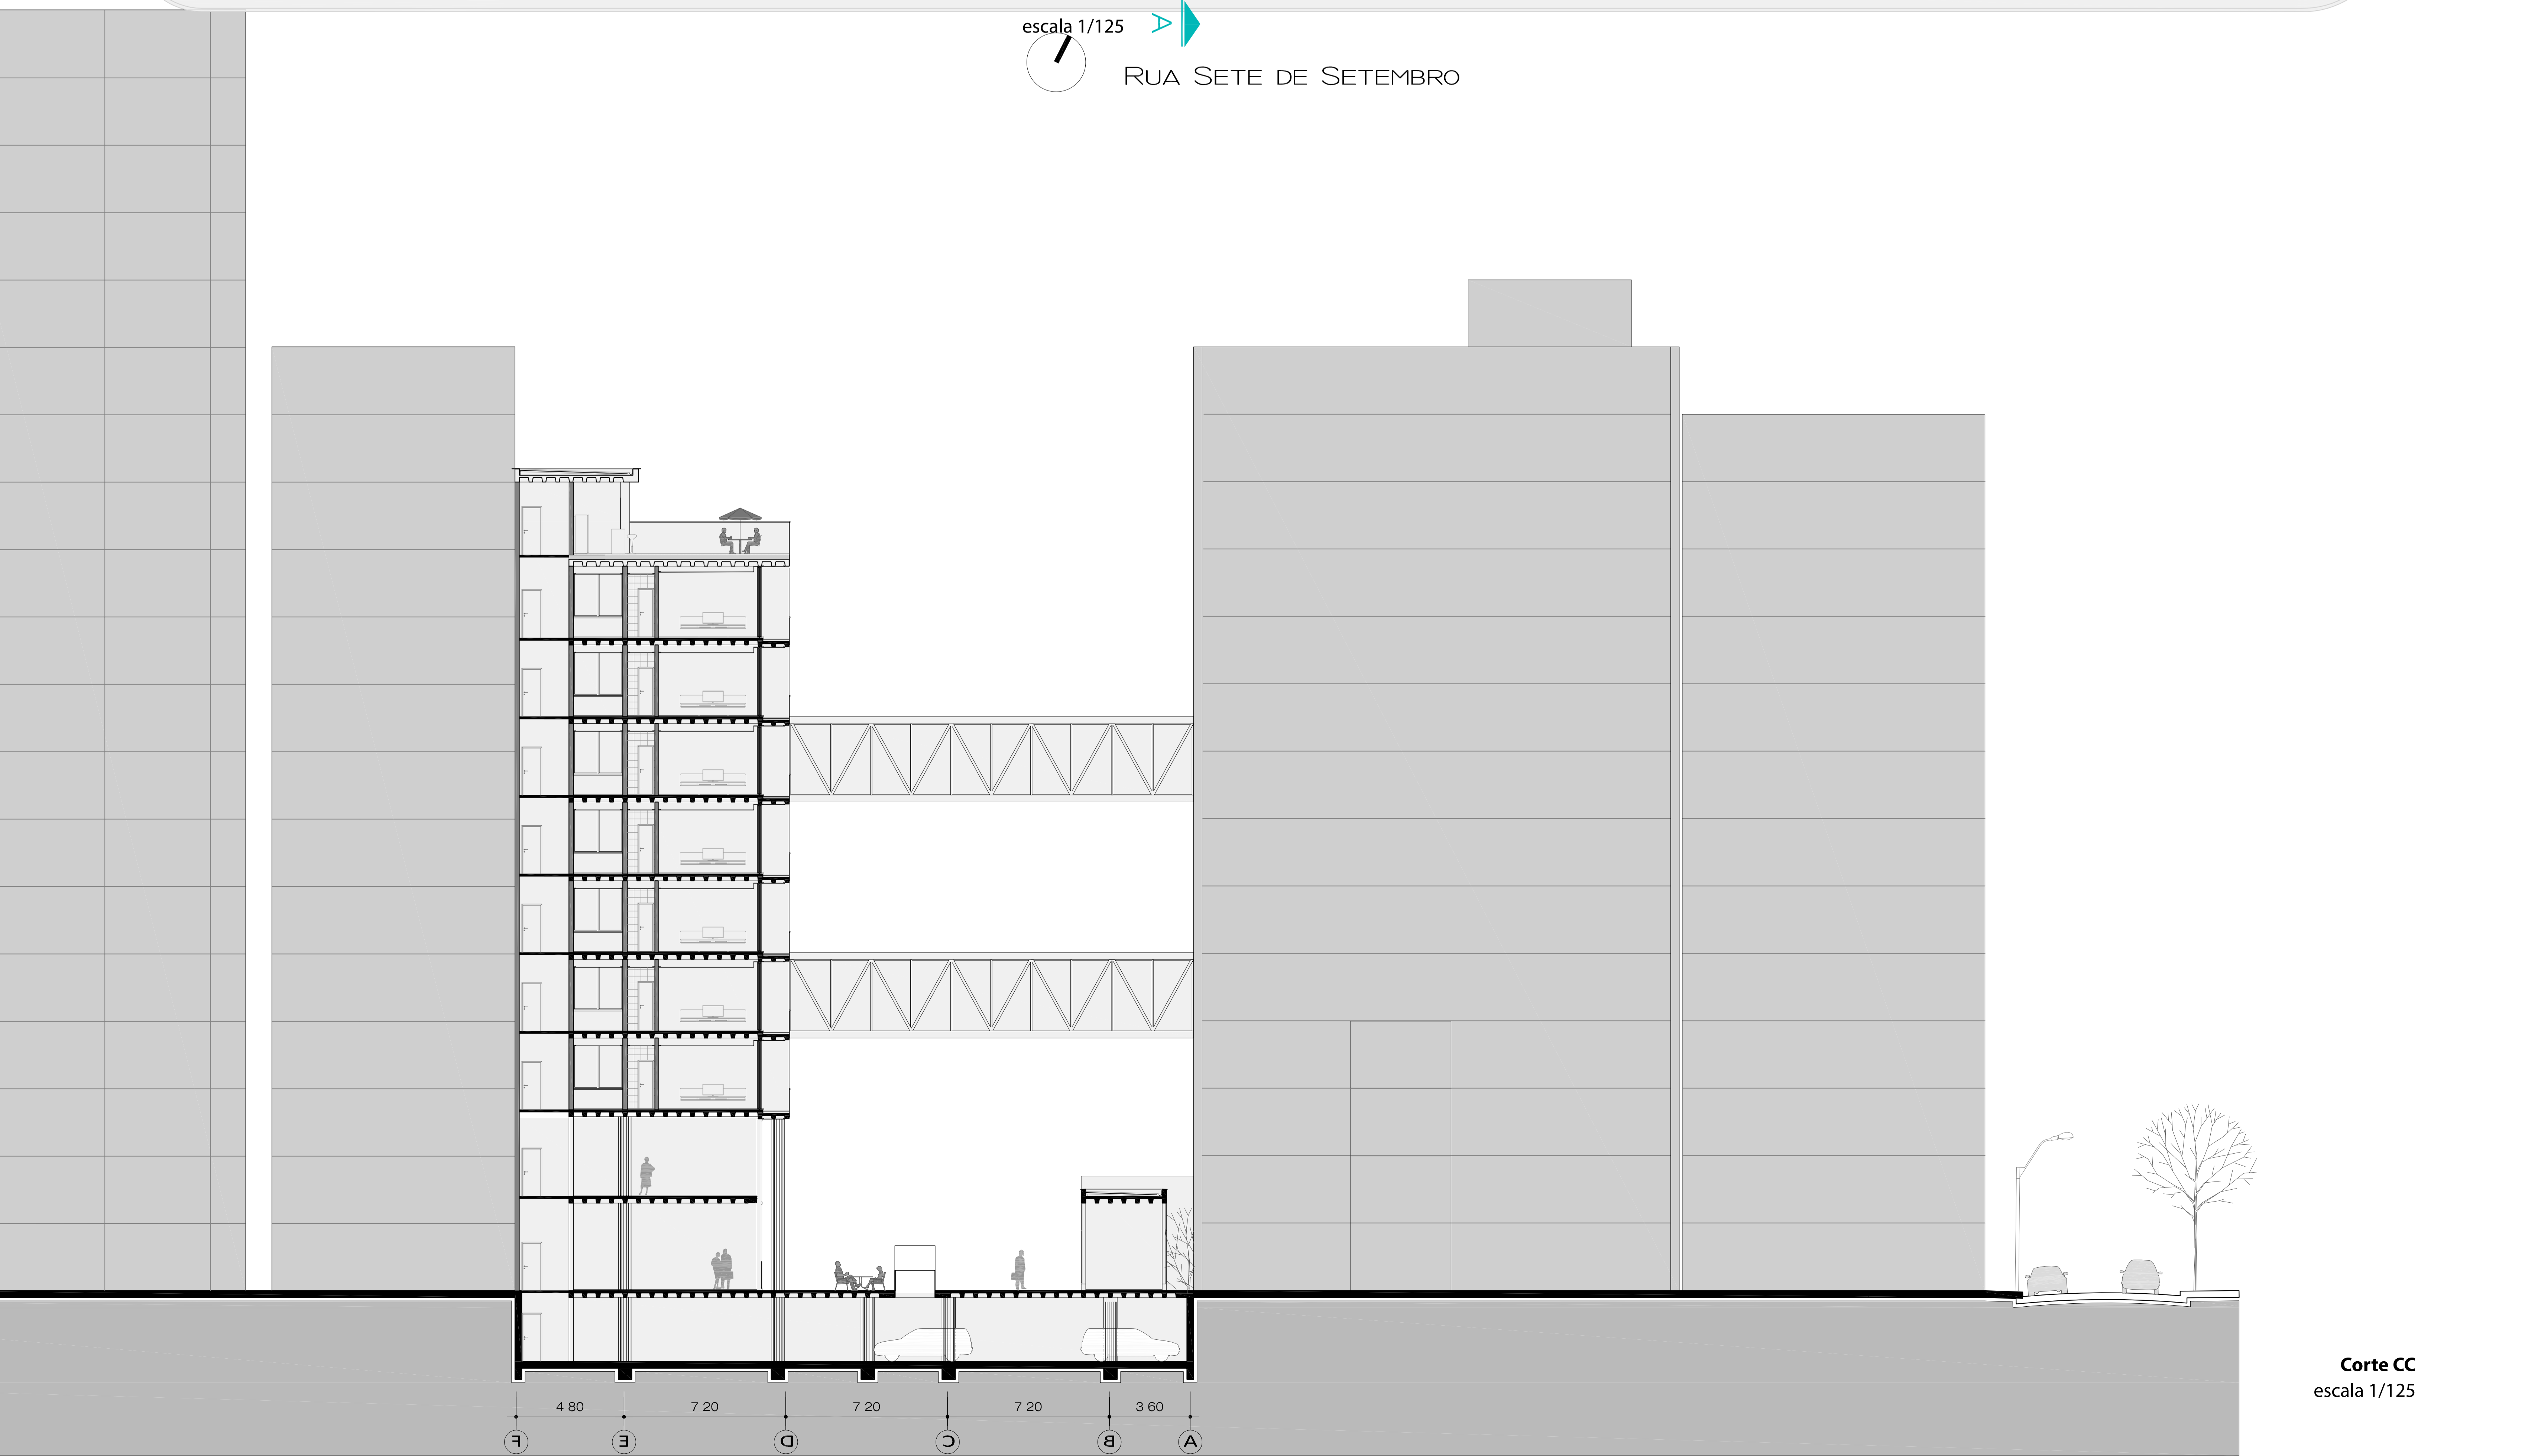 escala 1/125
A
RUA SETE DE SETEMBRO
Corte CC
escala 1/125
4 80 7 20 7 20 7 20 3 60
F E D C B A